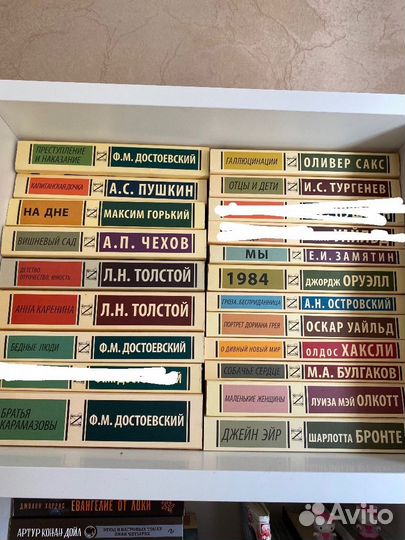 ПРЕСТУПЛЕНИЕ
И НАКАЗАНИЕ
Ф.М. ДОСТОЕВСКИЙ
КАПИТАНСКАЯ ДОЧКА
А.С. ПУШКИН
НА ДНЕ
МАКСИМ ГОРЬКИЙ
ВИШНЕВЫЙ САД
А.П. ЧЕХОВ
ДЕТСТВО
ОТРОЧЕСТВО. ЮНОСТЬ
Л.Н. ТОЛСТОЙ
АННА КАРЕНИНА
Л.Н. ТОЛСТОЙ
БЕДНЫЕ ЛЮДИ
Ф.М. ДОСТОЕВСКИЙ
БРАТЬЯ
КАРАМАЗОВЫ
Ф.М. ДОСТОЕВСКИЙ
ГАЛЛЮЦИНАЦИИ
ОЛИВЕР САКС
ОТЦЫ И ДЕТИ
И.С. ТУРГЕНЕВ
МЫ
Е.И. ЗАМЯТИН
1984
ДЖОРДЖ ОРУЭЛЛ
ГРОЗА. БЕСПРИДАННИЦА
А.Н. ОСТРОВСКИЙ
ПОРТРЕТ ДОРИАНА ГРЕЯ
ОСКАР УАЙЛЬД
О ДИВНЫЙ НОВЫЙ МИР
ОЛДОС ХАКСЛИ
СОБАЧЬЕ СЕРДЦЕ
М.А. БУЛГАКОВ
МАЛЕНЬКИЕ ЖЕНЩИНЫ
ЛУИЗА МЭЙ ОЛКОТТ
ДЖЕЙН ЭЙР
ШАРЛОТТА БРОНТЕ
ДЖОАНН ХАРРИС
ЕВАНГЕЛИЕ ОТ ЛОКИ
АРТУР КОНАН ДОЙЛ
Avito